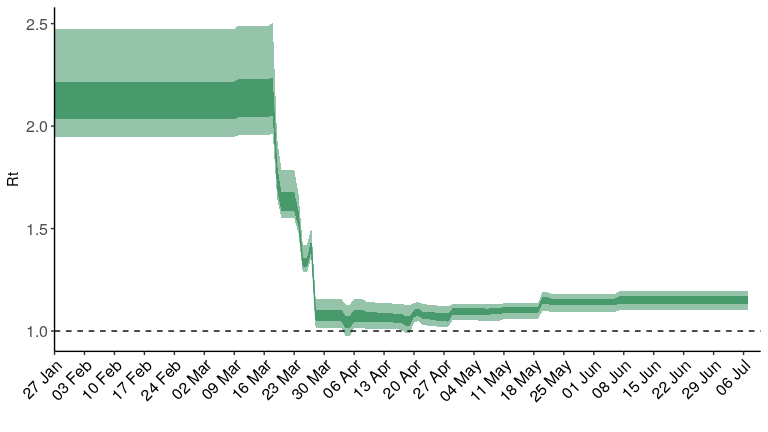 2.5
2.0
1.5
1.0
Rt
27 Jan
03 Feb
10 Feb
17 Feb
24 Feb
02 Mar
09 Mar
16 Mar
23 Mar
30 Mar
06 Apr
13 Apr
20 Apr
27 Apr
04 May
11 May
18 May
25 May
01 Jun
08 Jun
15 Jun
22 Jun
29 Jun
06 Jul